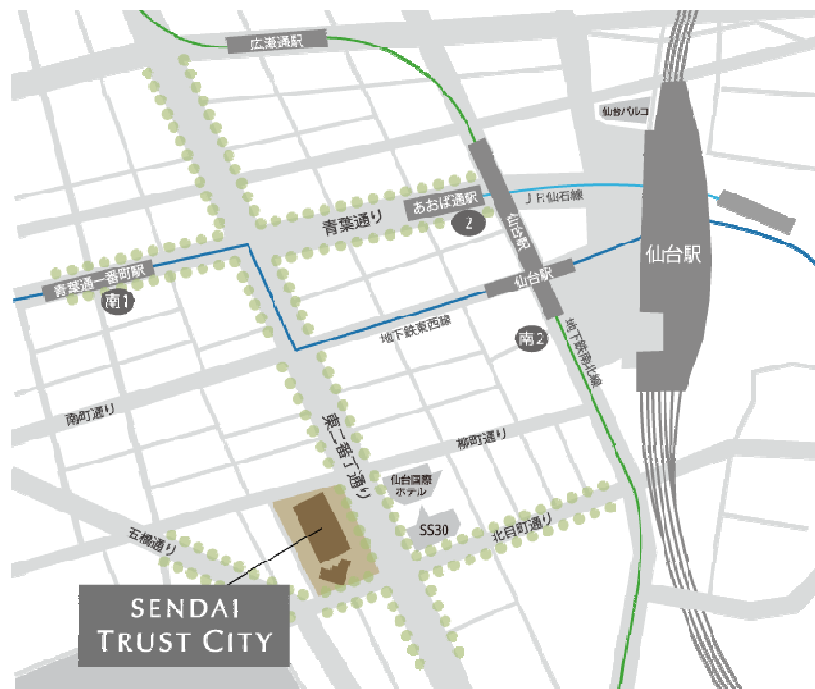 広瀬通駅
仙台パルコ
あおば通駅
JR仙石線
2
青葉通り
仙台駅
仙台駅
仙台駅
青葉通一番町駅
南1
地下鉄東西線
南2
地下鉄南北線
南町通り
東二番丁通り
柳町通り
仙台国際
ホテル
SS30
北目町通り
五橋通り
SENDAI
TRUST CITY